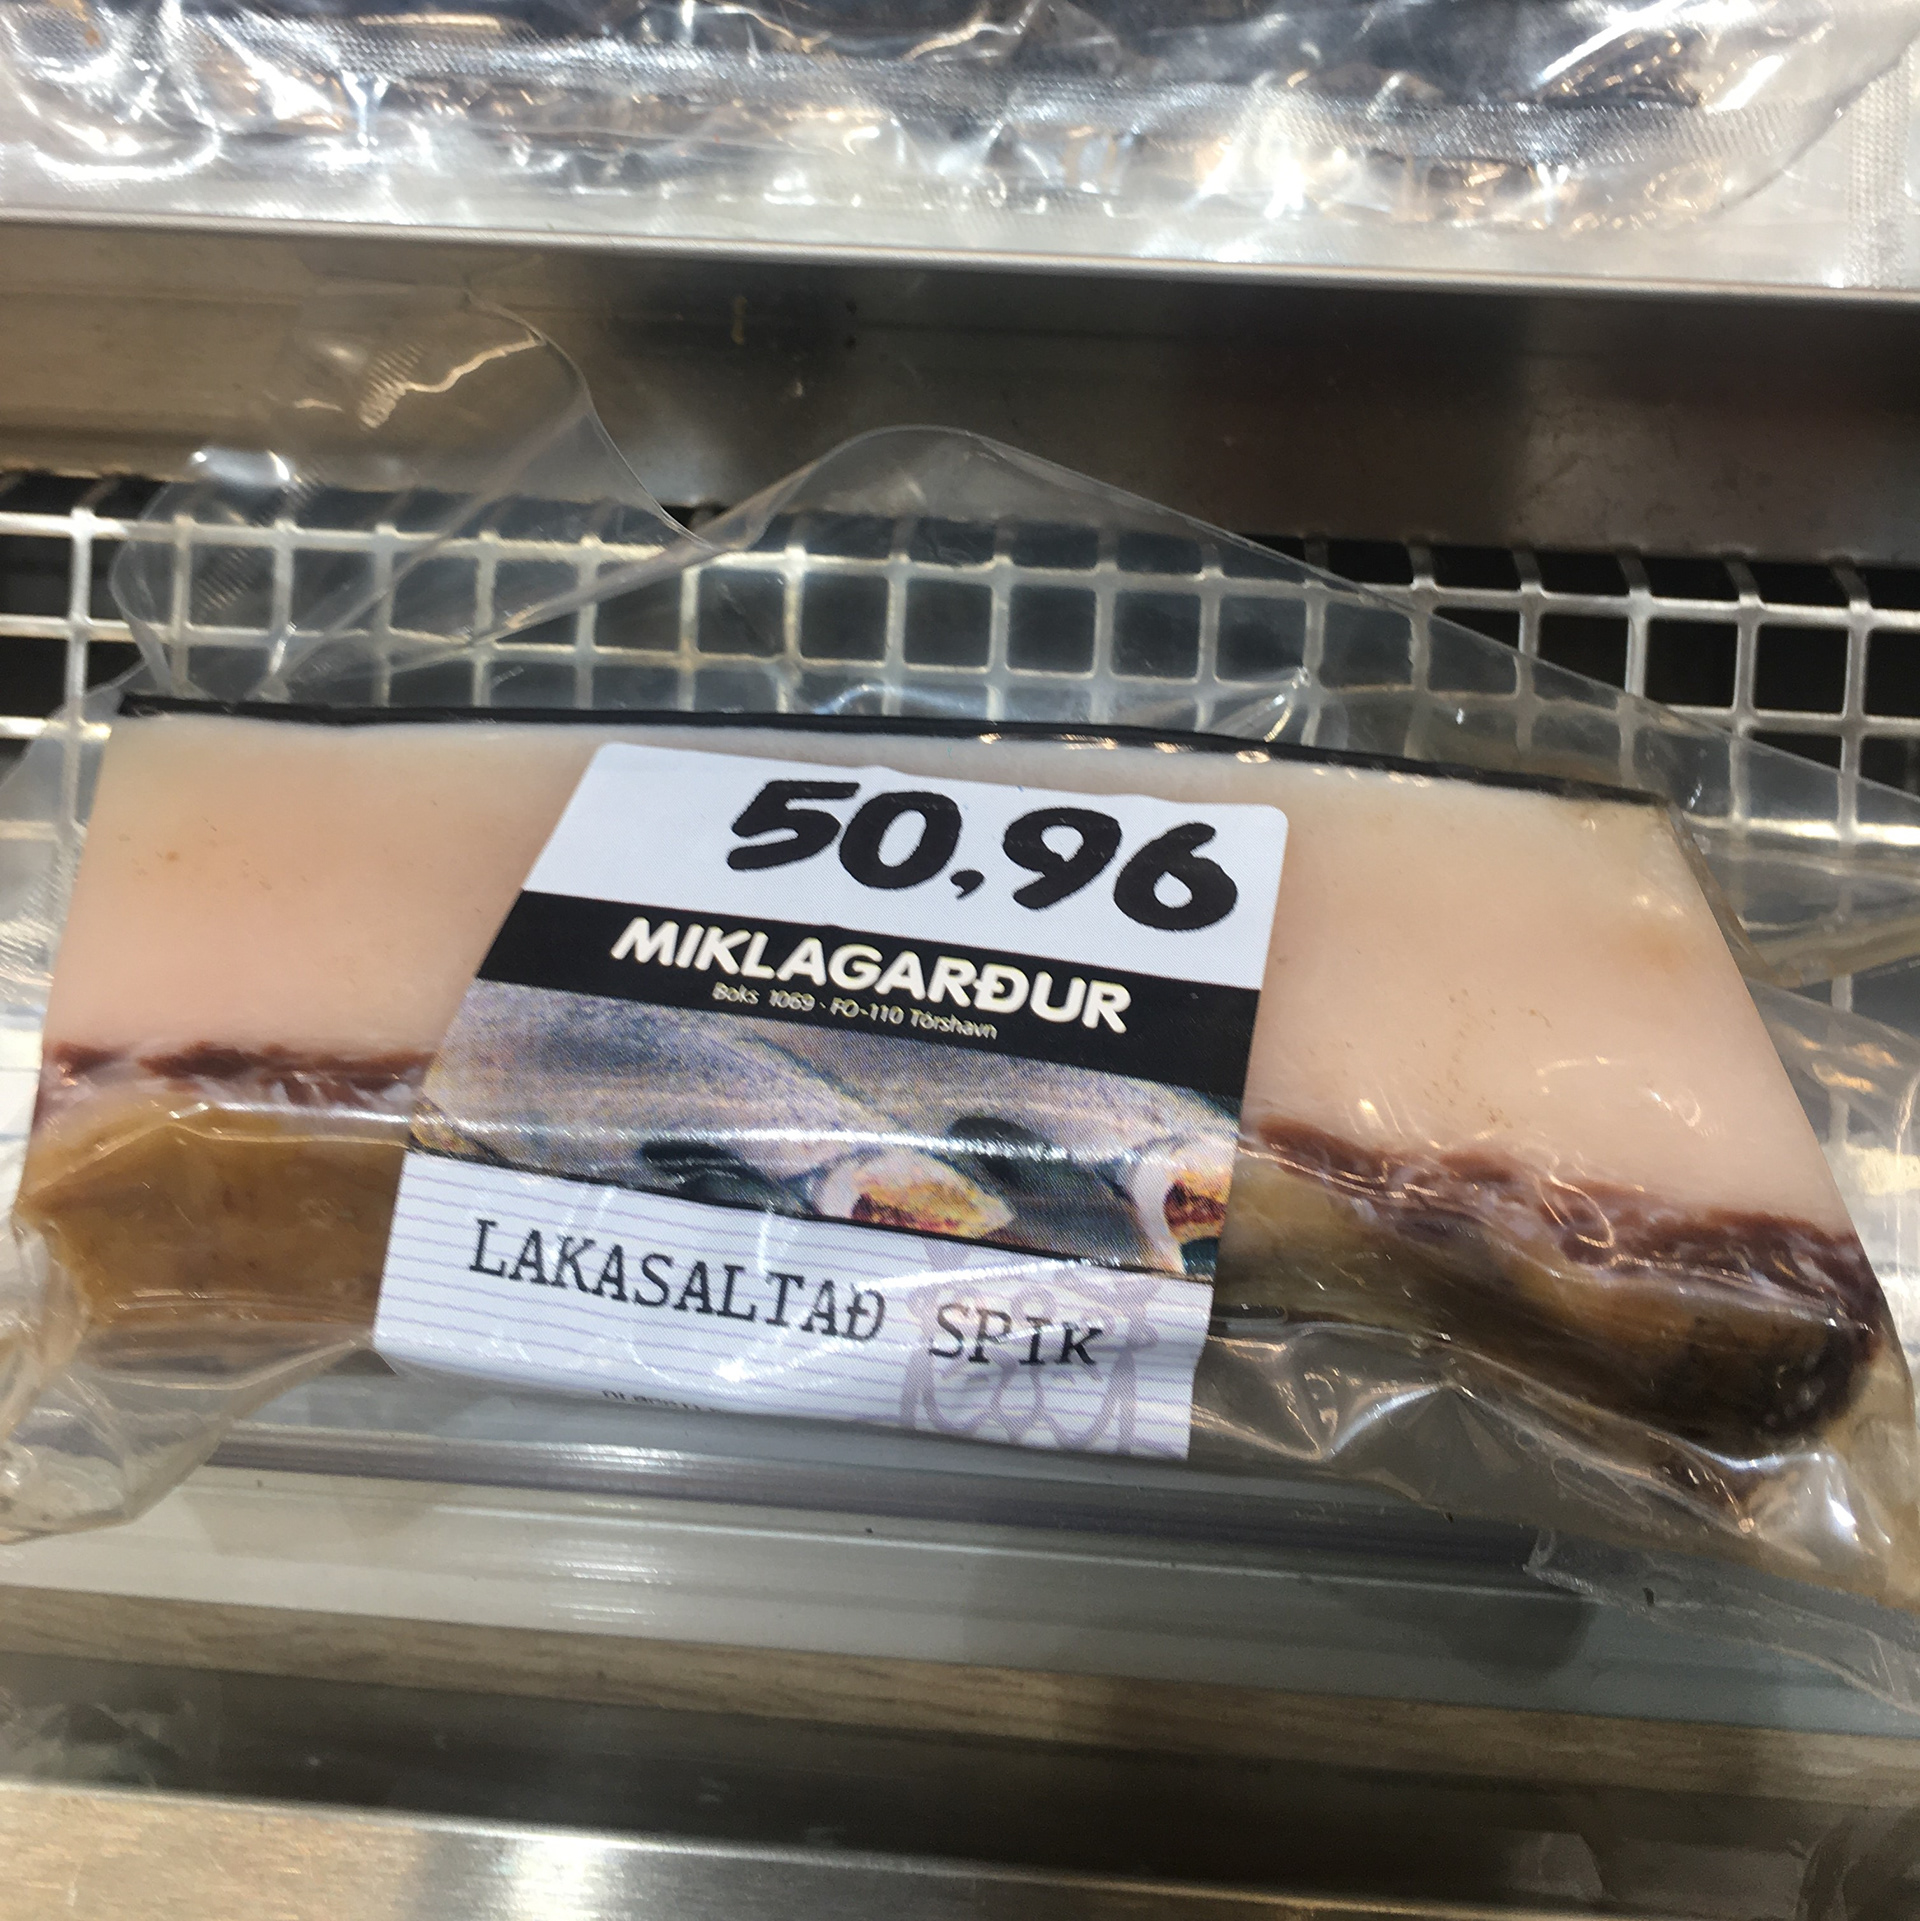 50,96
MIKLAGARÐUR
Boks 1069 · FO-110 Tórshavn
LAKASALTAÐ SPIK